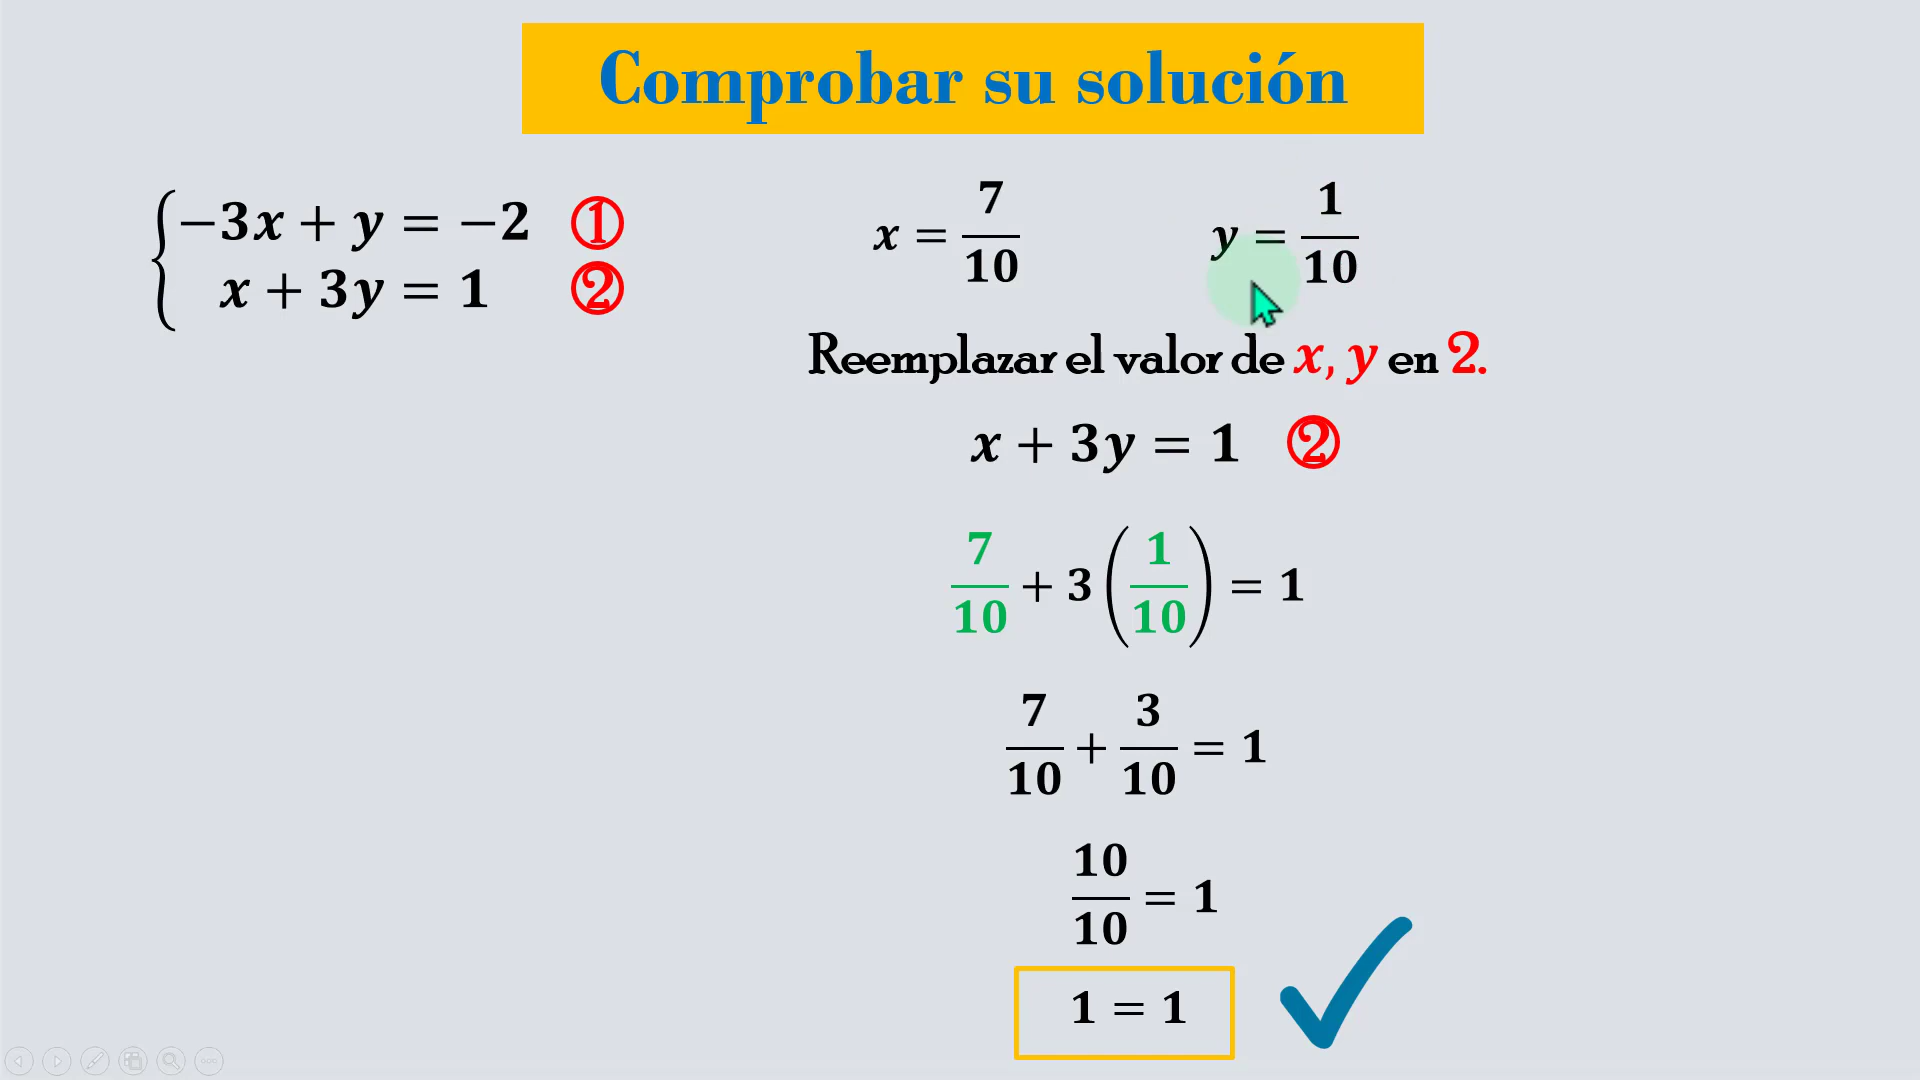 Comprobar su solución
−3x + y = −2 ①
x + 3y = 1 ②
x = 7/10
y = 1/10
Reemplazar el valor de x, y en 2.
x + 3y = 1 ②
7/10 + 3(1/10) = 1
7/10 + 3/10 = 1
10/10 = 1
1 = 1